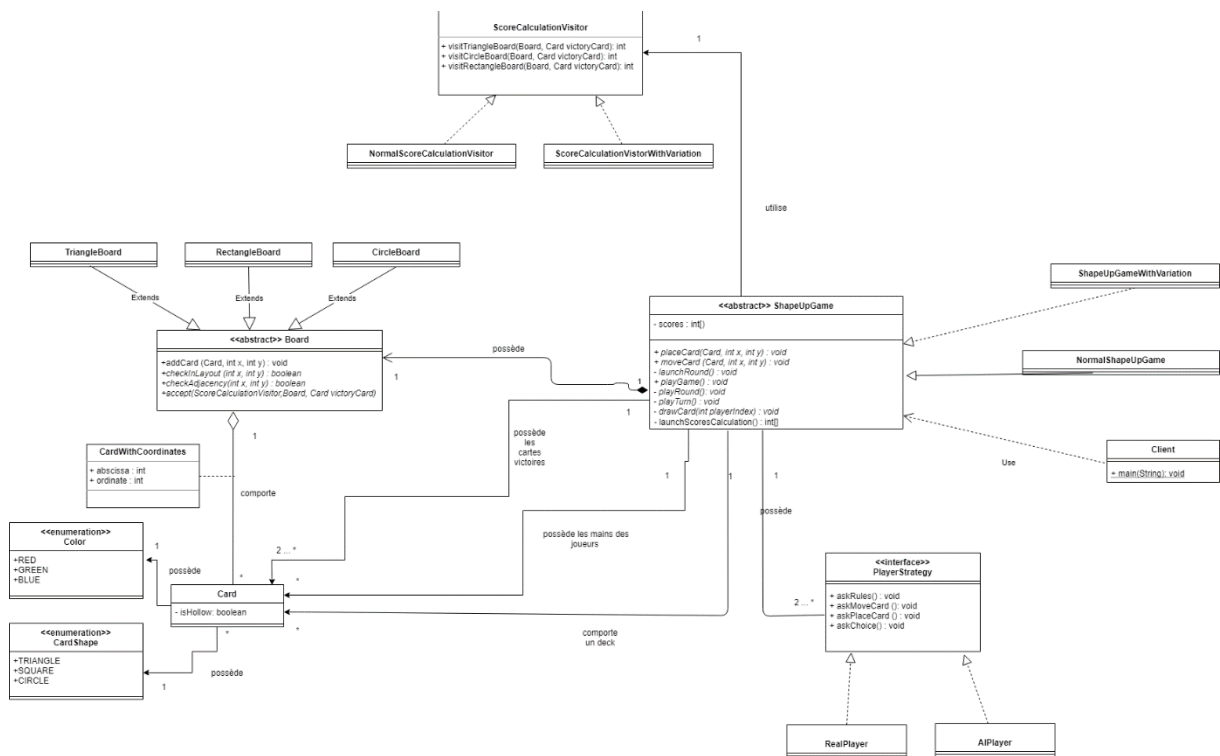 ScoreCalculationVisitor
+ visitTriangleBoard(Board, Card victoryCard): int
+ visitCircleBoard(Board, Card victoryCard): int
+ visitRectangleBoard(Board, Card victoryCard): int
1
NormalScoreCalculationVisitor
ScoreCalculationVistorWithVariation
utilise
TriangleBoard
RectangleBoard
CircleBoard
Extends
Extends
Extends
ShapeUpGameWithVariation
<<abstract>> ShapeUpGame
- scores : int[)
+ placeCard(Card, int x, int y) : void
+ moveCard (Card, int x, int y) : void
- launchRound() : void
+ playGame() : void
- playRound() : void
- playTurn() : void
- drawCard(int playerIndex) : void
- launchScoresCalculation() : int[]
<<abstract>> Board
+addCard (Card, int x, int y) : void
+checkInLayout (int x, int y) : boolean
+checkAdjacency(int x, int y) : boolean
+accept(ScoreCalculationVisitor,Board, Card victoryCard)
possède
1
1
NormalShapeUpGame
1
1
possède
les
cartes
victoires
CardWithCoordinates
+ abscissa : int
+ ordinate : int
comporte
Client
+ main(String): void
Use
1
1
1
possède
possède les mains des
joueurs
<<enumeration>>
Color
+RED
+GREEN
+BLUE
1
possède
2 ... *
*
*
Card
- isHollow: boolean
*
*
<<interface>>
PlayerStrategy
+ askRules() : void
+ askMoveCard (): void
+ askPlaceCard () : void
+ askChoice() : void
2 ... *
comporte
un deck
<<enumeration>>
CardShape
+TRIANGLE
+SQUARE
+CIRCLE
possède
1
RealPlayer
AIPlayer